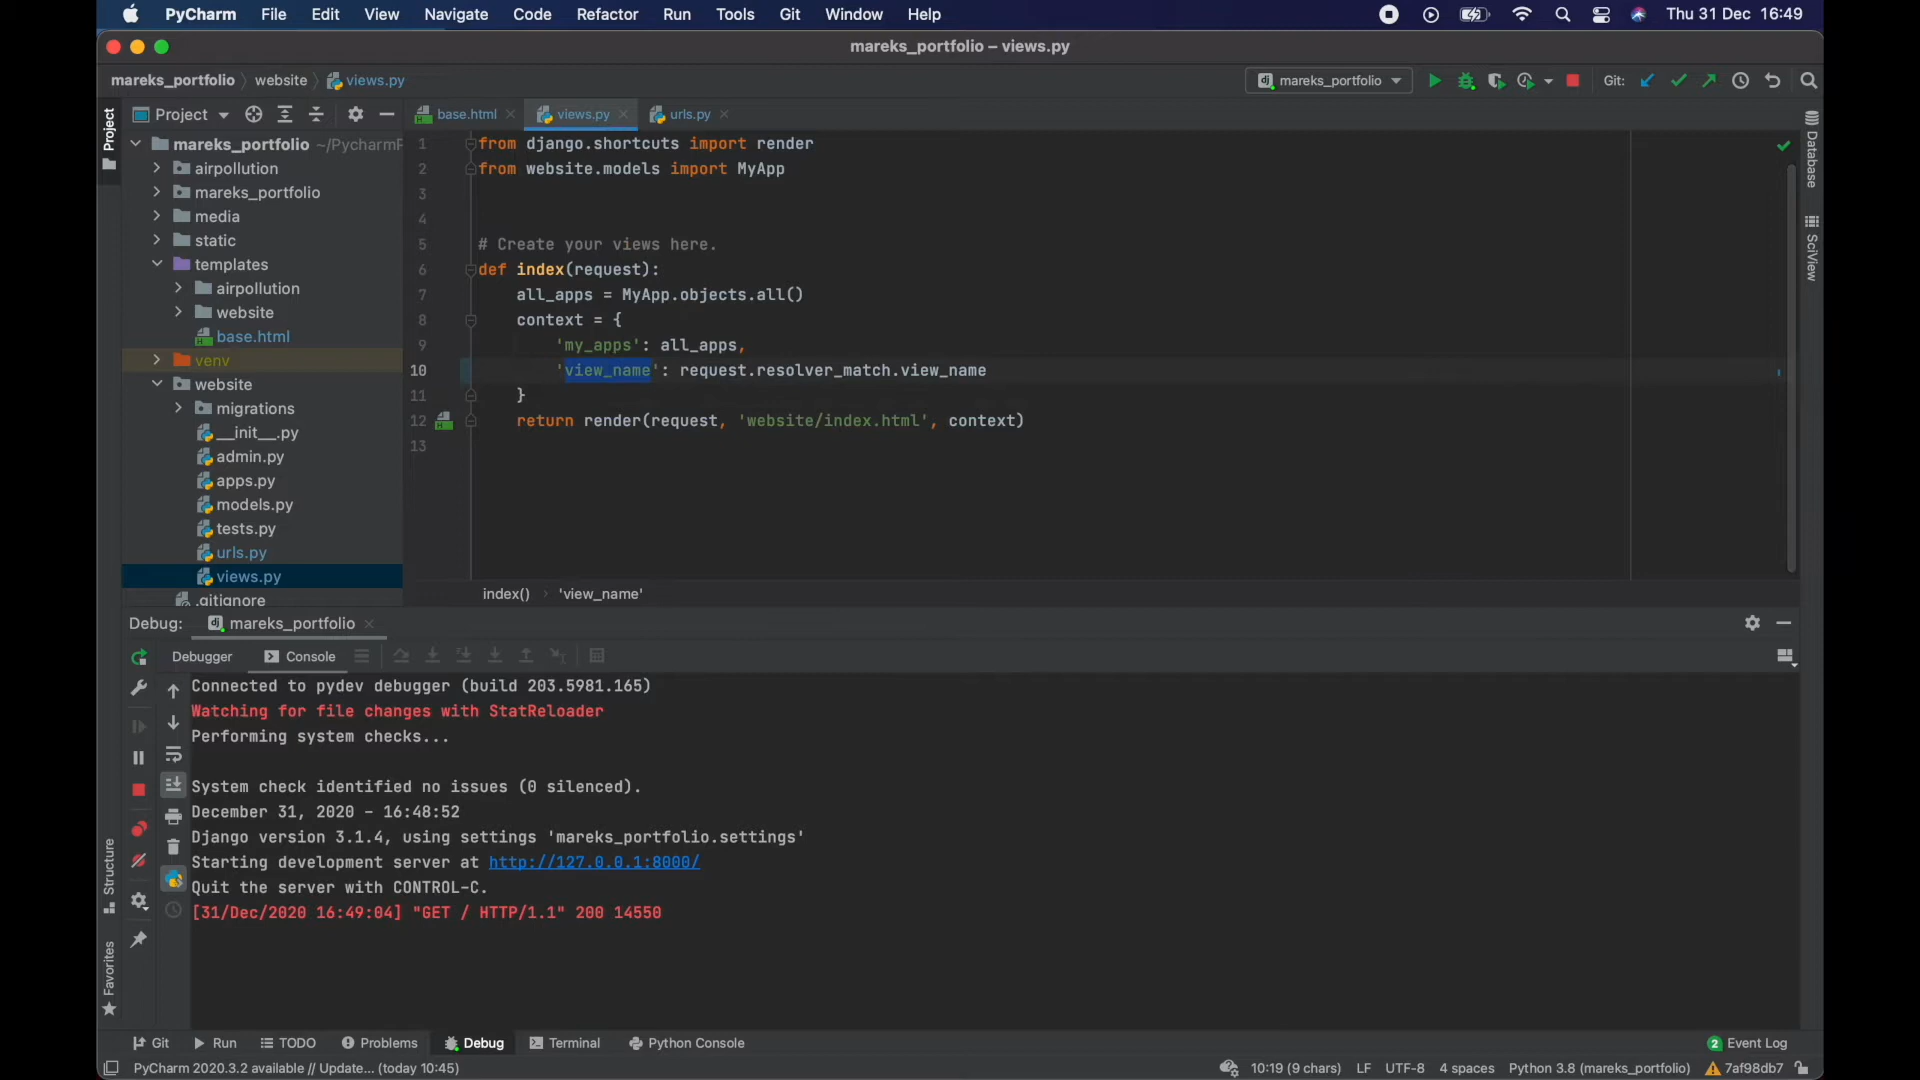 PyCharm File Edit View Navigate Code Refactor Run Tools Git Window Help Thu 31 Dec 16:49
mareks_portfolio – views.py
mareks_portfolio website views.py mareks_portfolio Git:
Project base.html views.py urls.py
Project
Database
SciView
mareks_portfolio ~/PycharmP
airpollution
mareks_portfolio
media
static
templates
airpollution
website
base.html
venv
website
migrations
__init__.py
admin.py
apps.py
models.py
tests.py
urls.py
views.py
.gitignore
1 from django.shortcuts import render
2 from website.models import MyApp
3
4
5 # Create your views here.
6 def index(request):
7 all_apps = MyApp.objects.all()
8 context = {
9 'my_apps': all_apps,
10 'view_name': request.resolver_match.view_name
11 }
12 return render(request, 'website/index.html', context)
13
index() 'view_name'
Debug: mareks_portfolio
Debugger Console
Connected to pydev debugger (build 203.5981.165)
Watching for file changes with StatReloader
Performing system checks...
System check identified no issues (0 silenced).
December 31, 2020 - 16:48:52
Django version 3.1.4, using settings 'mareks_portfolio.settings'
Starting development server at http://127.0.0.1:8000/
Quit the server with CONTROL-C.
[31/Dec/2020 16:49:04] "GET / HTTP/1.1" 200 14550
Structure
Favorites
Git Run TODO Problems Debug Terminal Python Console 2 Event Log
PyCharm 2020.3.2 available // Update... (today 10:45) 10:19 (9 chars) LF UTF-8 4 spaces Python 3.8 (mareks_portfolio) 7af98db7